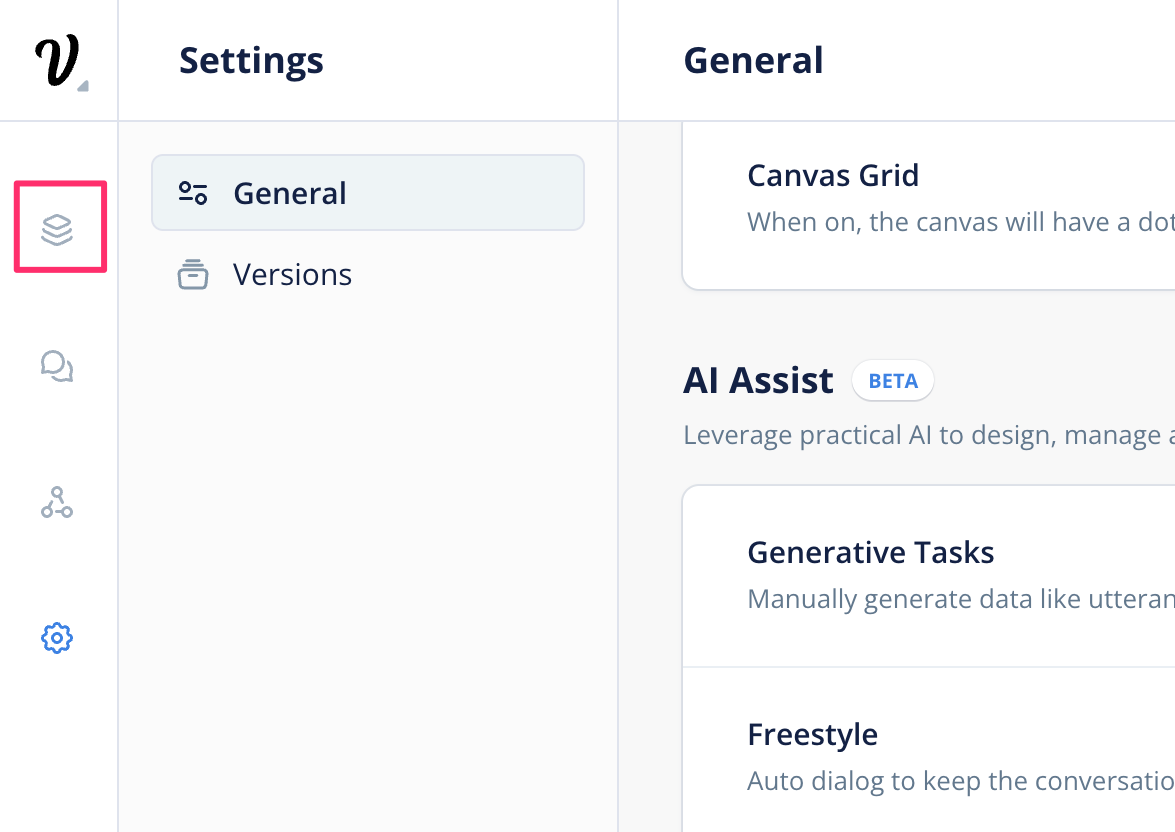 Settings
General
General
Versions
Canvas Grid
When on, the canvas will have a dot
AI Assist BETA
Leverage practical AI to design, manage a
Generative Tasks
Manually generate data like utteran
Freestyle
Auto dialog to keep the conversatio